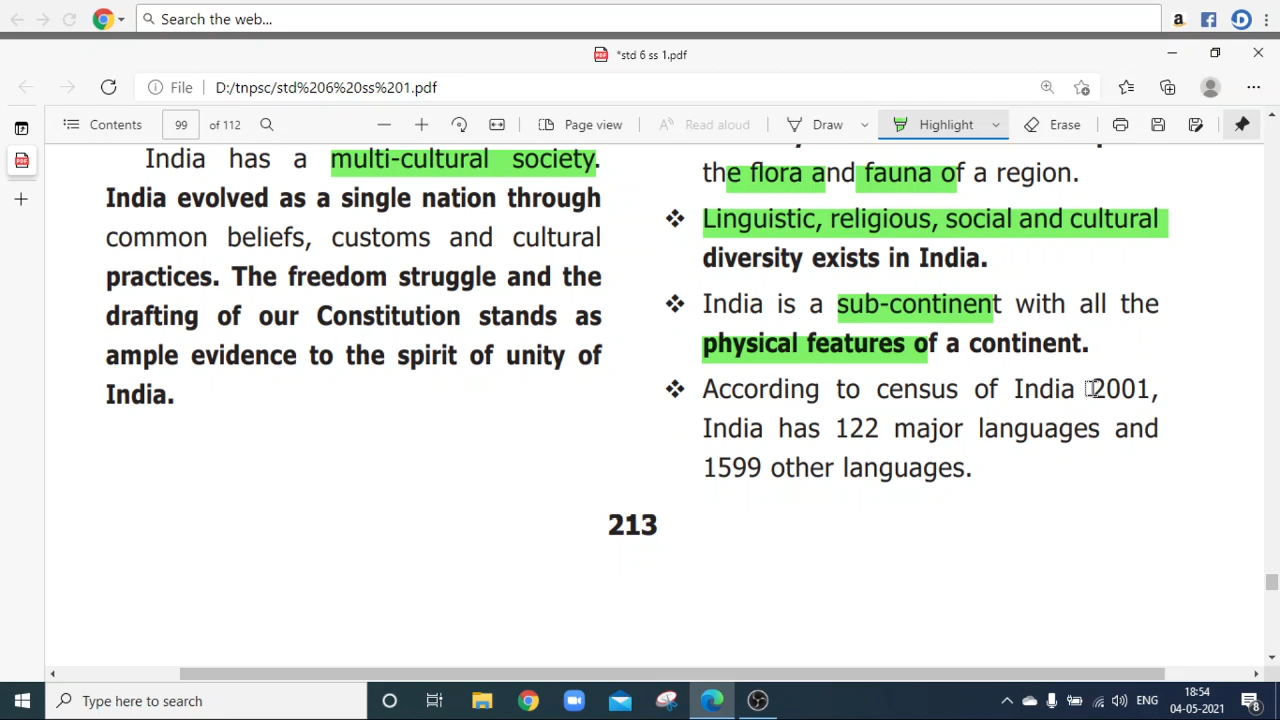 Search the web...
*std 6 ss 1.pdf
File D:/tnpsc/std%206%20ss%201.pdf
Contents 99 of 112 Page view Read aloud Draw Highlight Erase
India has a multi-cultural society.
India evolved as a single nation through
common beliefs, customs and cultural
practices. The freedom struggle and the
drafting of our Constitution stands as
ample evidence to the spirit of unity of
India.
the flora and fauna of a region.
❖ Linguistic, religious, social and cultural
diversity exists in India.
❖ India is a sub-continent with all the
physical features of a continent.
❖ According to census of India 2001,
India has 122 major languages and
1599 other languages.
213
Type here to search
ENG
18:54
04-05-2021
8